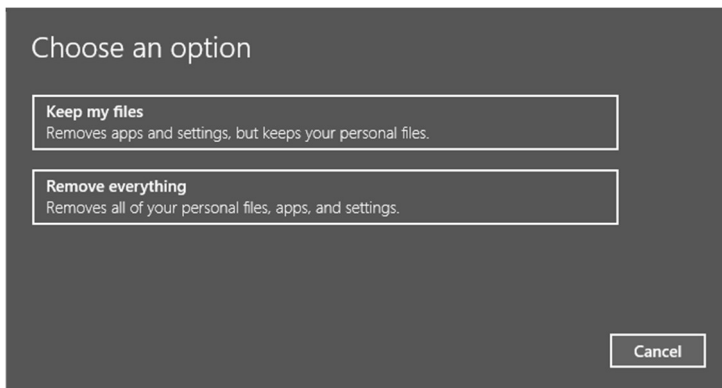 Choose an option
Keep my files
Removes apps and settings, but keeps your personal files.
Remove everything
Removes all of your personal files, apps, and settings.
Cancel